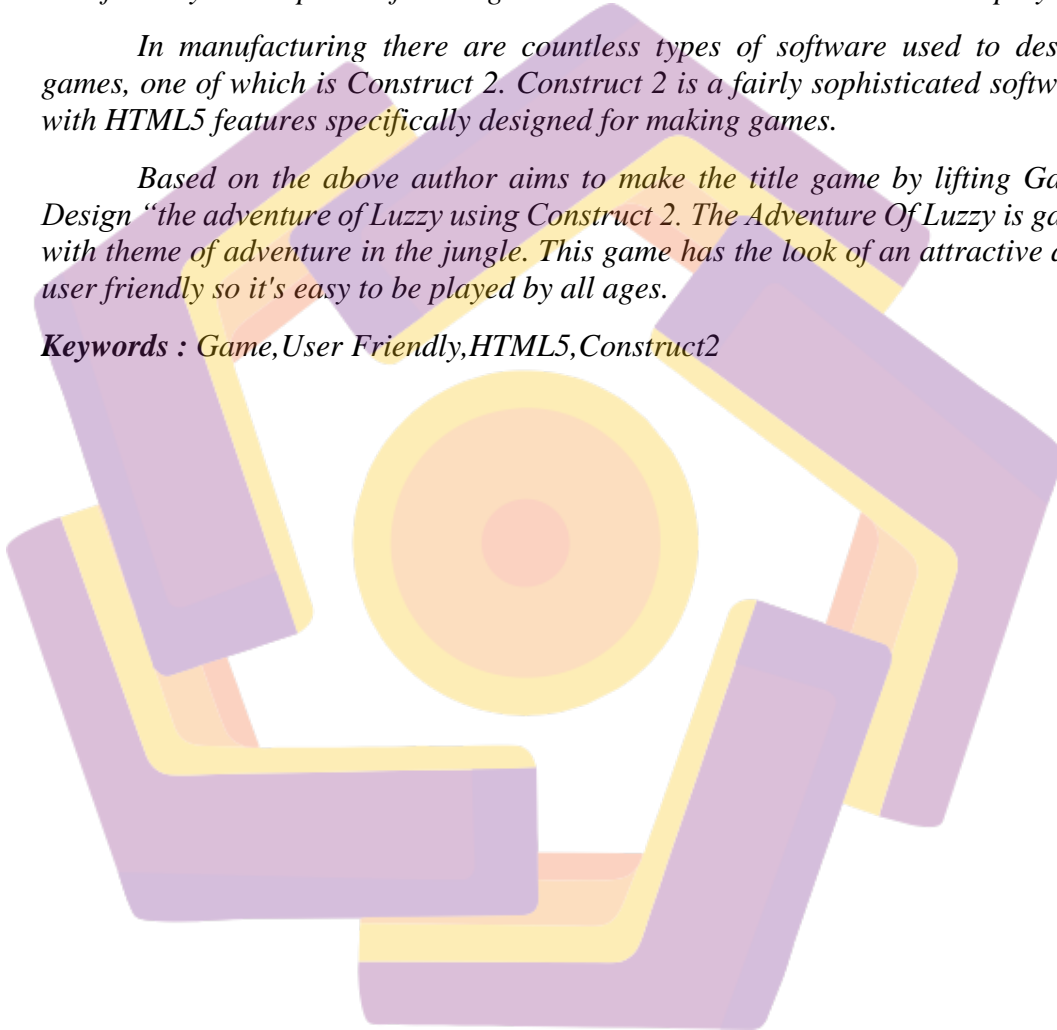 In manufacturing there are countless types of software used to des
games, one of which is Construct 2. Construct 2 is a fairly sophisticated softw
with HTML5 features specifically designed for making games.
Based on the above author aims to make the title game by lifting Ga
Design “the adventure of Luzzy using Construct 2. The Adventure Of Luzzy is ga
with theme of adventure in the jungle. This game has the look of an attractive a
user friendly so it's easy to be played by all ages.
Keywords : Game,User Friendly,HTML5,Construct2